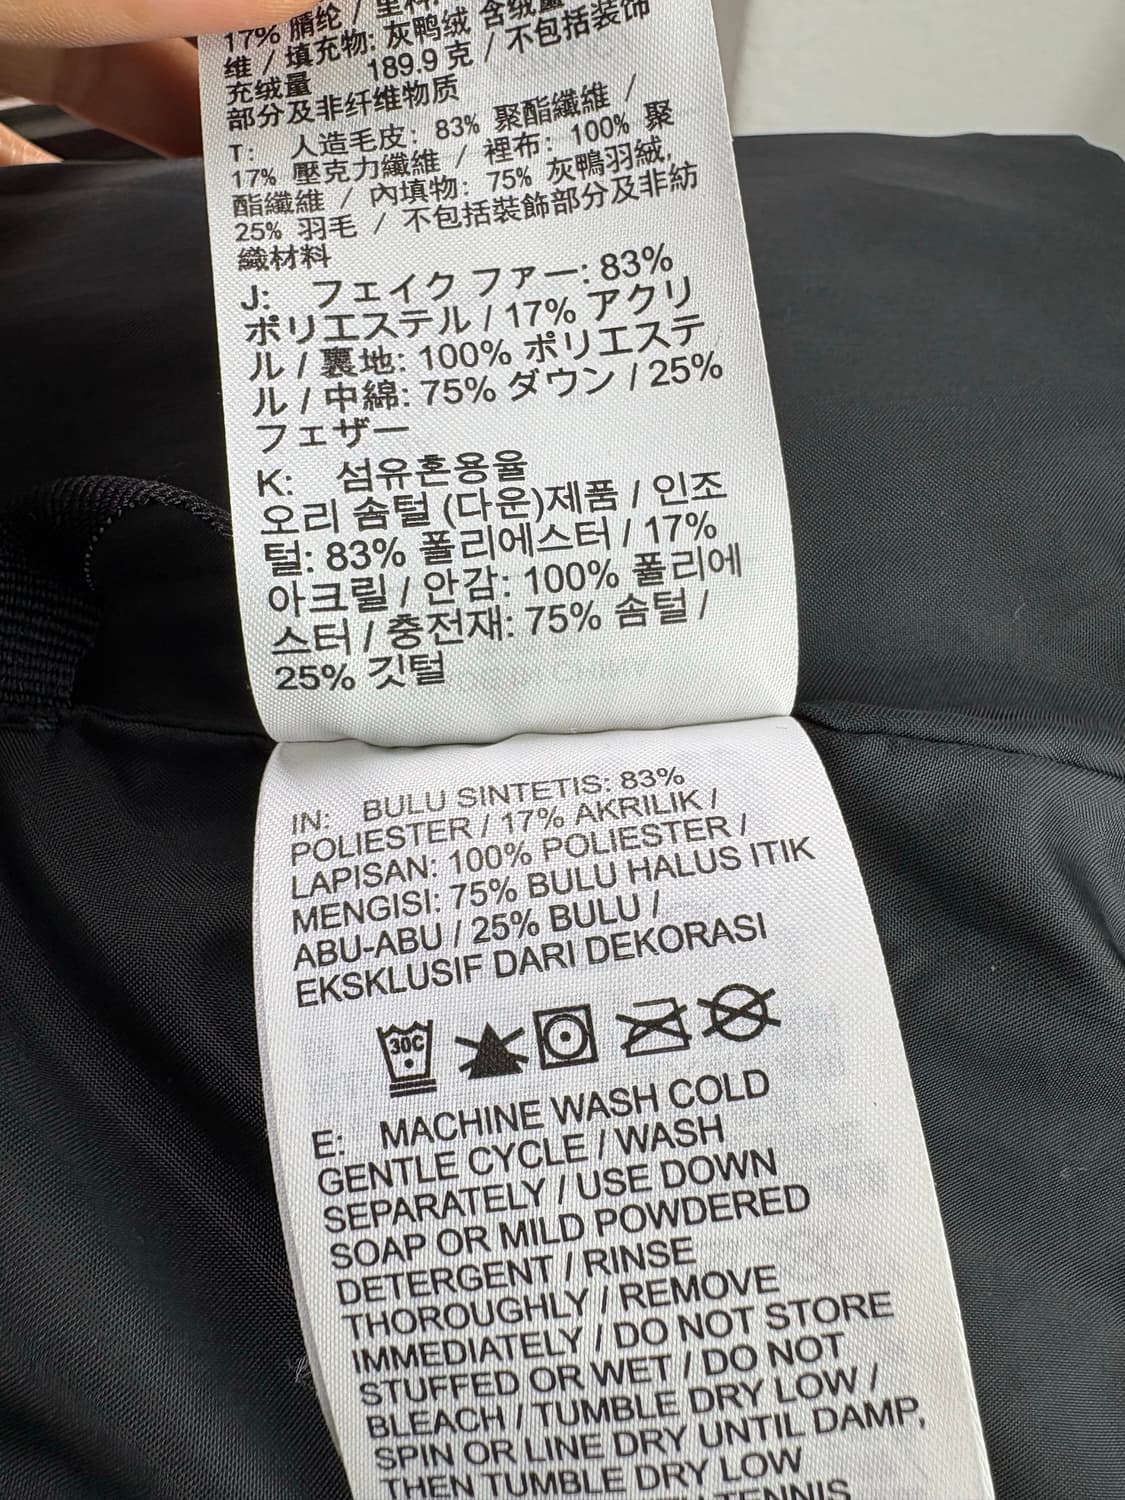 17% 腈纶 / 里料:
维 / 填充物: 灰鸭绒 含绒量
充绒量 189.9 克 / 不包括装饰
部分及非纤维物质
T: 人造毛皮: 83% 聚酯纖維 /
17% 壓克力纖維 / 裡布: 100% 聚
酯纖維 / 內填物: 75% 灰鴨羽絨,
25% 羽毛 / 不包括裝飾部分及非紡
織材料
J: フェイク ファー: 83%
ポリエステル / 17% アクリ
ル / 裏地: 100% ポリエステ
ル / 中綿: 75% ダウン / 25%
フェザー
K: 섬유혼용율
오리 솜털 (다운)제품 / 인조
털: 83% 폴리에스터 / 17%
아크릴 / 안감: 100% 폴리에
스터 / 충전재: 75% 솜털 /
25% 깃털
IN: BULU SINTETIS: 83%
POLIESTER / 17% AKRILIK /
LAPISAN: 100% POLIESTER /
MENGISI: 75% BULU HALUS ITIK
ABU-ABU / 25% BULU /
EKSKLUSIF DARI DEKORASI
30C
E: MACHINE WASH COLD
GENTLE CYCLE / WASH
SEPARATELY / USE DOWN
SOAP OR MILD POWDERED
DETERGENT / RINSE
THOROUGHLY / REMOVE
IMMEDIATELY / DO NOT STORE
STUFFED OR WET / DO NOT
BLEACH / TUMBLE DRY LOW /
SPIN OR LINE DRY UNTIL DAMP,
THEN TUMBLE DRY LOW
TENNIS